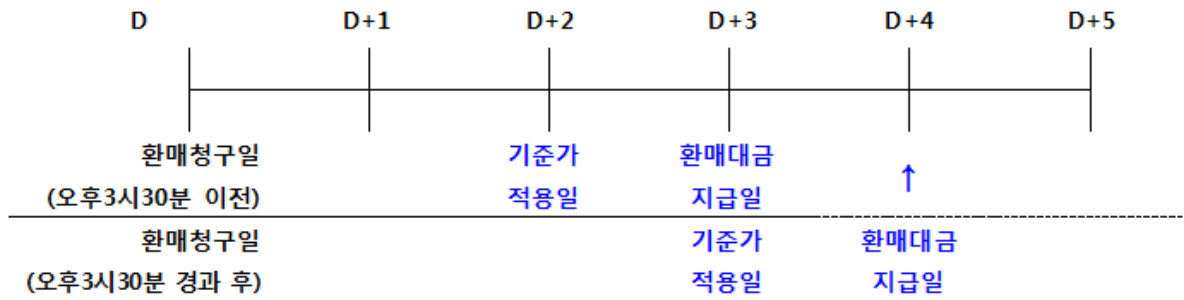 D D+1 D+2 D+3 D+4 D+5
환매청구일 기준가 환매대금
(오후3시30분 이전) 적용일 지급일 ↑
환매청구일 기준가 환매대금
(오후3시30분 경과 후) 적용일 지급일